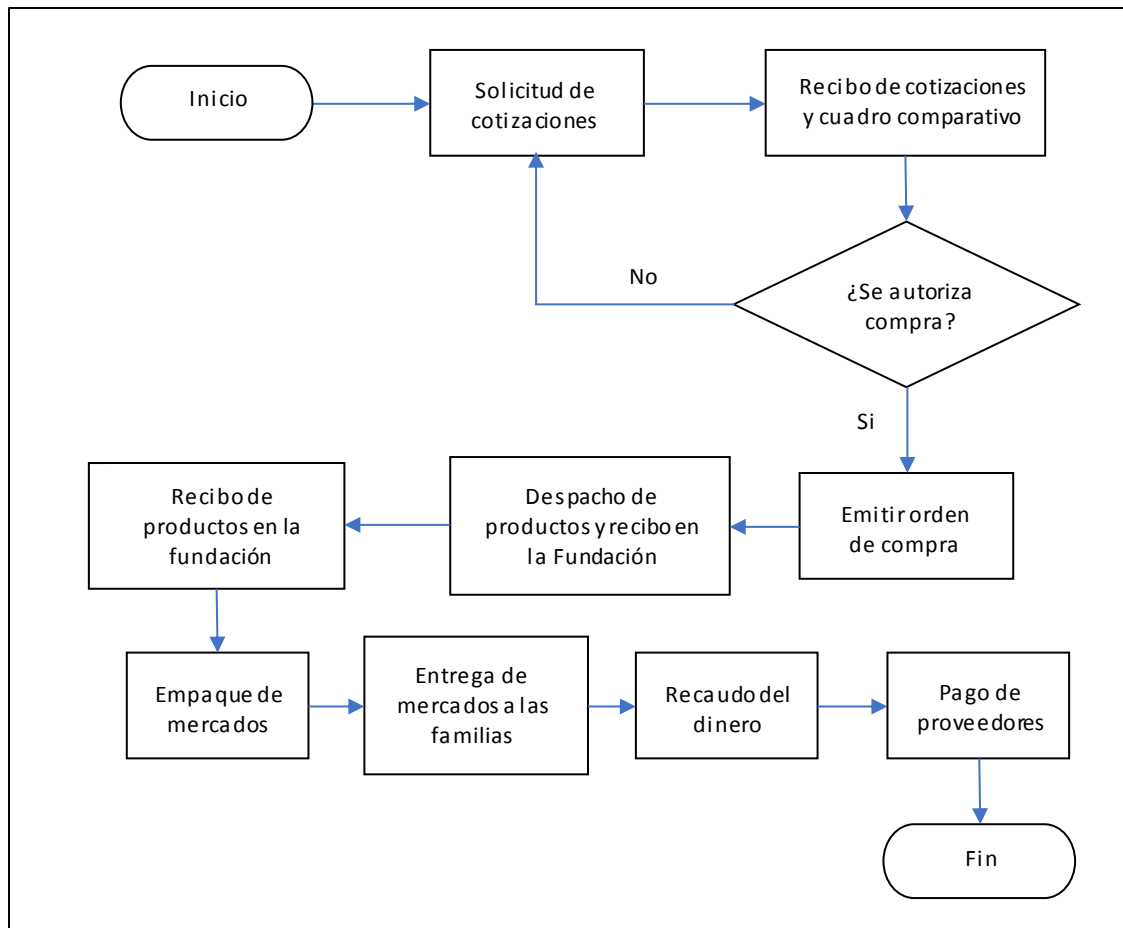 Inicio
Solicitud de
cotizaciones
Recibo de cotizaciones
y cuadro comparativo
No
¿Se autoriza
compra?
Si
Recibo de
productos en la
fundación
Despacho de
productos y recibo en
la Fundación
Emitir orden
de compra
Empaque de
mercados
Entrega de
mercados a las
familias
Recaudo del
dinero
Pago de
proveedores
Fin